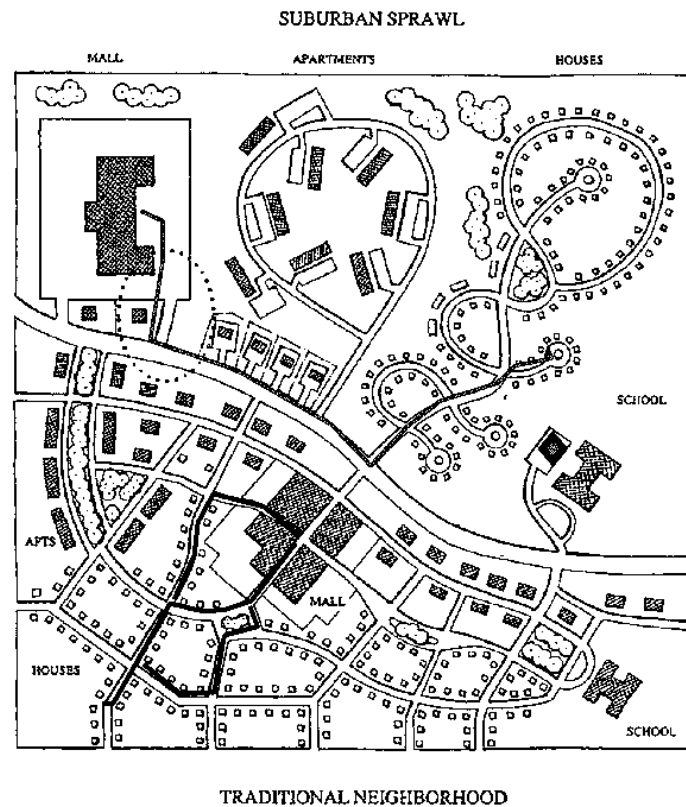 SUBURBAN SPRAWL
MALL APARTMENTS HOUSES
SCHOOL
APTS
MALL
HOUSES
SCHOOL
TRADITIONAL NEIGHBORHOOD